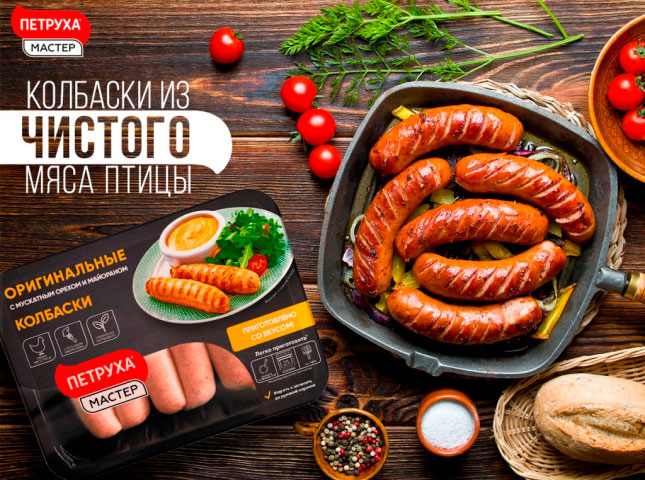 ПЕТРУХА
МАСТЕР
КОЛБАСКИ ИЗ
ЧИСТОГО
МЯСА ПТИЦЫ
ОРИГИНАЛЬНЫЕ
С МУСКАТНЫМ ОРЕХОМ И МАЙОРАНОМ
КОЛБАСКИ
ПРИГОТОВЛЕНО
СО ВКУСОМ!
Легко приготовить
ПЕТРУХА
МАСТЕР